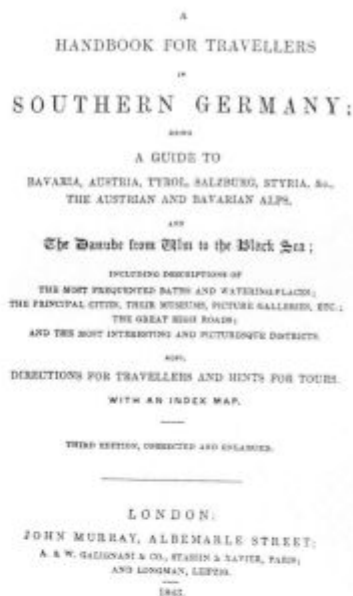 A
HANDBOOK FOR TRAVELLERS
IN
SOUTHERN GERMANY;
BEING
A GUIDE TO
BAVARIA, AUSTRIA, TYROL, SALZBURG, STYRIA, &c.,
THE AUSTRIAN AND BAVARIAN ALPS,
AND
The Danube from Ulm to the Black Sea;
INCLUDING DESCRIPTIONS OF
THE MOST FREQUENTED BATHS AND WATERING-PLACES;
THE PRINCIPAL CITIES, THEIR MUSEUMS, PICTURE GALLERIES, ETC.;
THE GREAT HIGH ROADS;
AND THE MOST INTERESTING AND PICTURESQUE DISTRICTS.
ALSO,
DIRECTIONS FOR TRAVELLERS AND HINTS FOR TOURS.
WITH AN INDEX MAP.
THIRD EDITION, CORRECTED AND ENLARGED.
LONDON:
JOHN MURRAY, ALBEMARLE STREET;
A. & W. GALIGNANI & CO., STASSIN & XAVIER, PARIS;
AND LONGMAN, LEIPZIG.